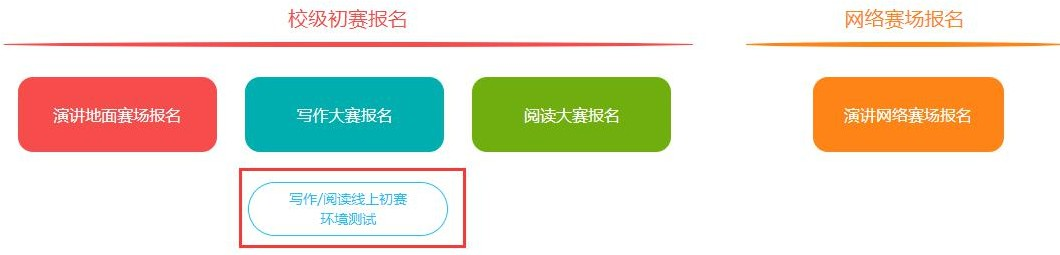 校级初赛报名
网络赛场报名
演讲地面赛场报名
写作大赛报名
阅读大赛报名
演讲网络赛场报名
写作/阅读线上初赛
环境测试